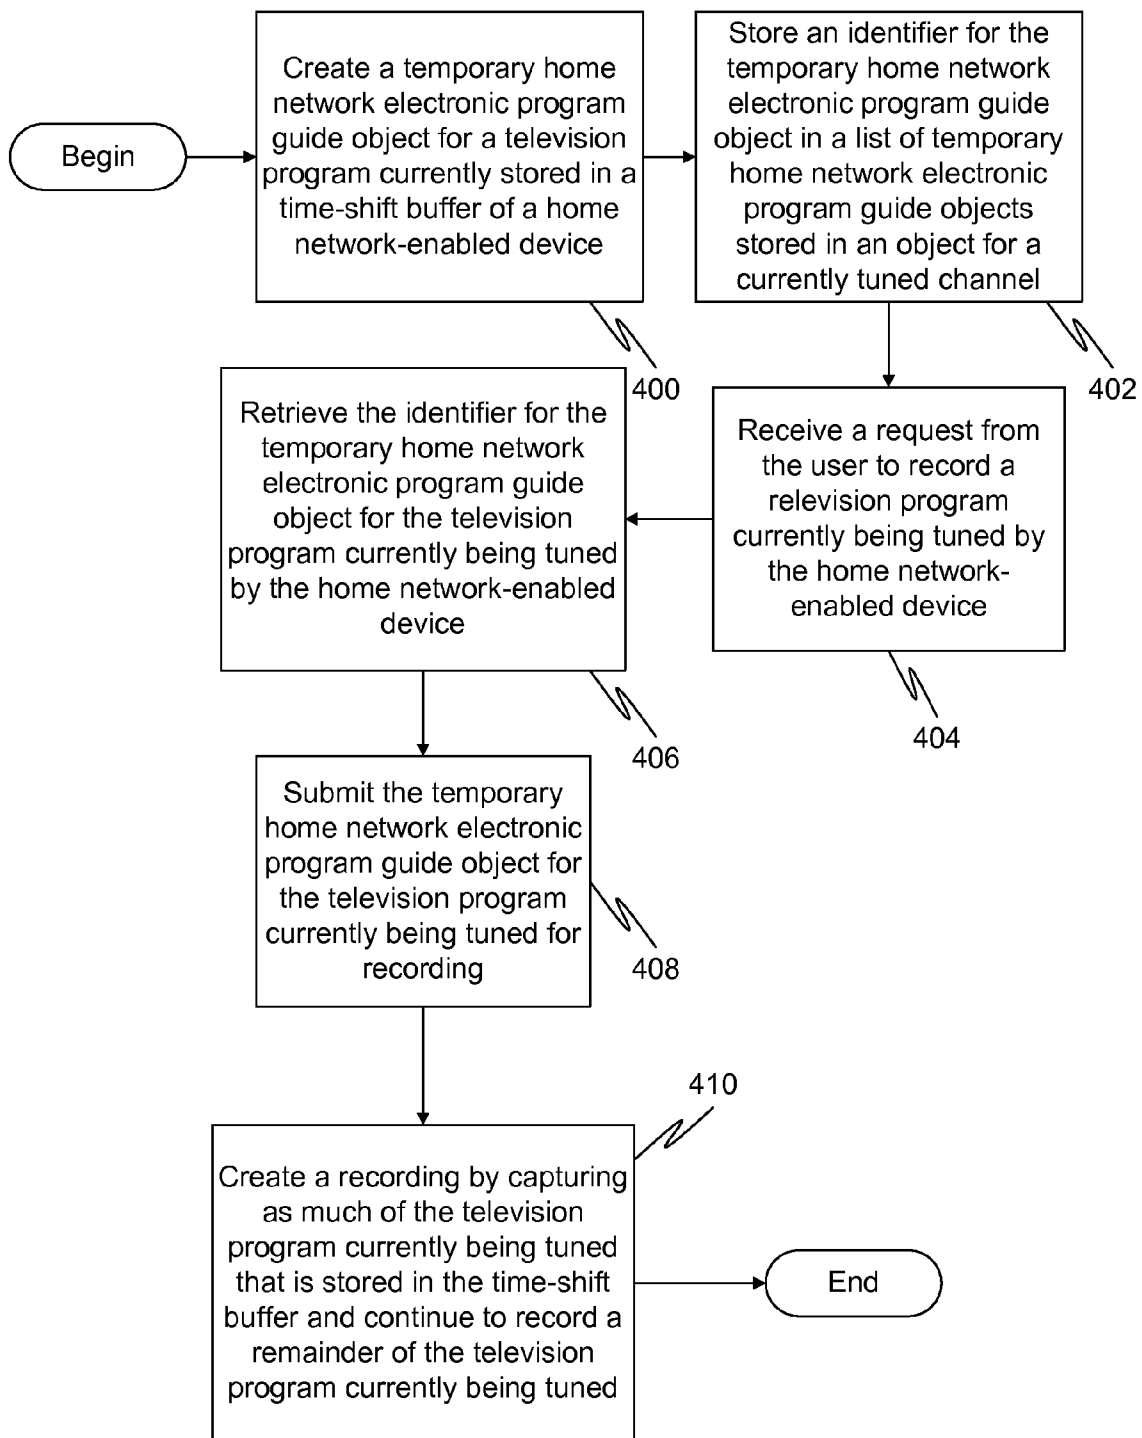 Begin
Create a temporary home
network electronic program
guide object for a television
program currently stored in a
time-shift buffer of a home
network-enabled device
400
Store an identifier for the
temporary home network
electronic program guide
object in a list of temporary
home network electronic
program guide objects
stored in an object for a
currently tuned channel
402
Receive a request from
the user to record a
relevision program
currently being tuned by
the home network-
enabled device
404
Retrieve the identifier for the
temporary home network
electronic program guide
object for the television
program currently being tuned
by the home network-enabled
device
406
Submit the temporary
home network electronic
program guide object for
the television program
currently being tuned for
recording
408
410
Create a recording by capturing
as much of the television
program currently being tuned
that is stored in the time-shift
buffer and continue to record a
remainder of the television
program currently being tuned
End